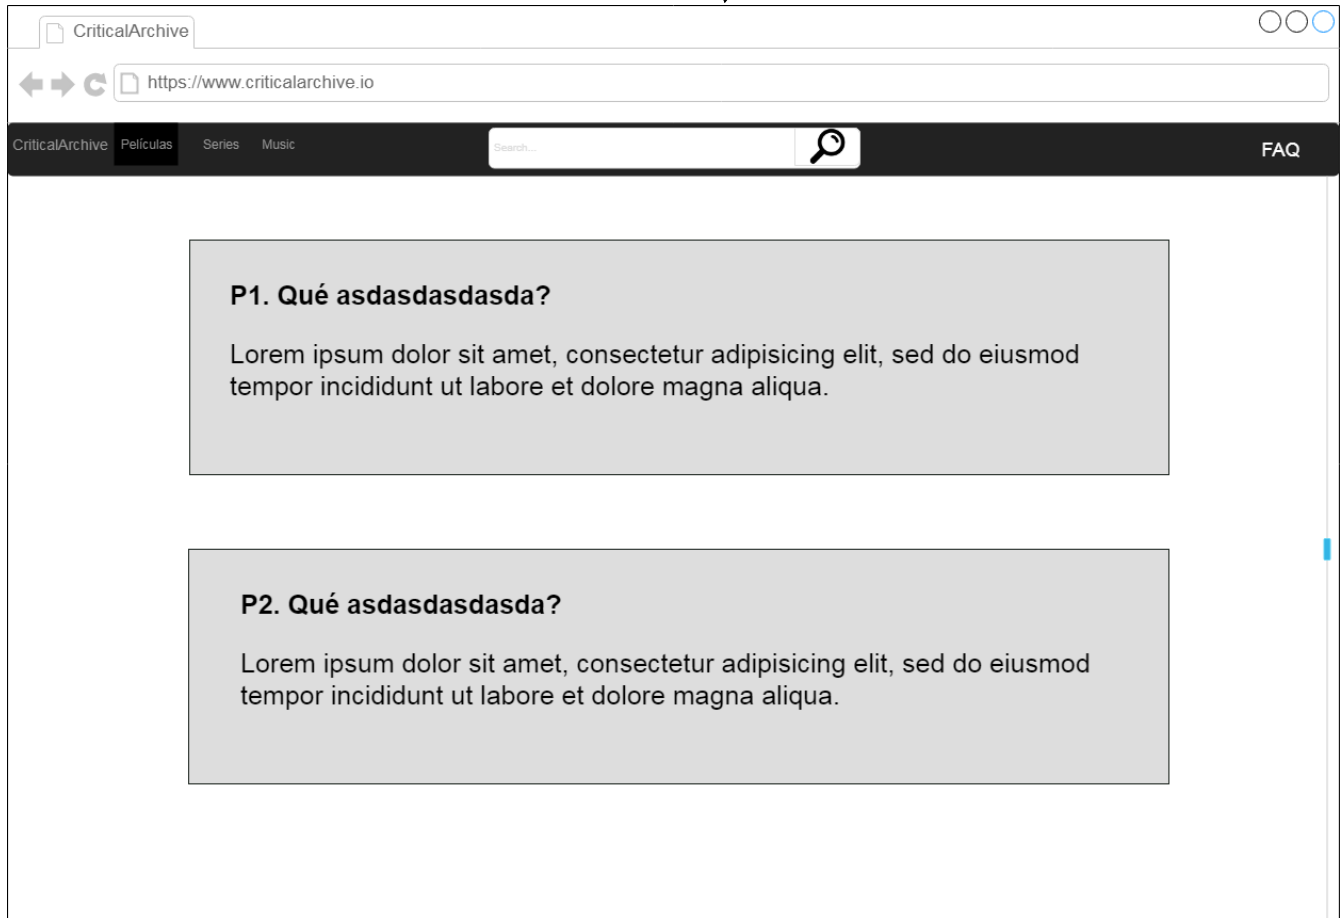 CriticalArchive
https://www.criticalarchive.io
CriticalArchive Películas Series Music Search... FAQ
P1. Qué asdasdasdasda?
Lorem ipsum dolor sit amet, consectetur adipisicing elit, sed do eiusmod
tempor incididunt ut labore et dolore magna aliqua.
P2. Qué asdasdasdasda?
Lorem ipsum dolor sit amet, consectetur adipisicing elit, sed do eiusmod
tempor incididunt ut labore et dolore magna aliqua.